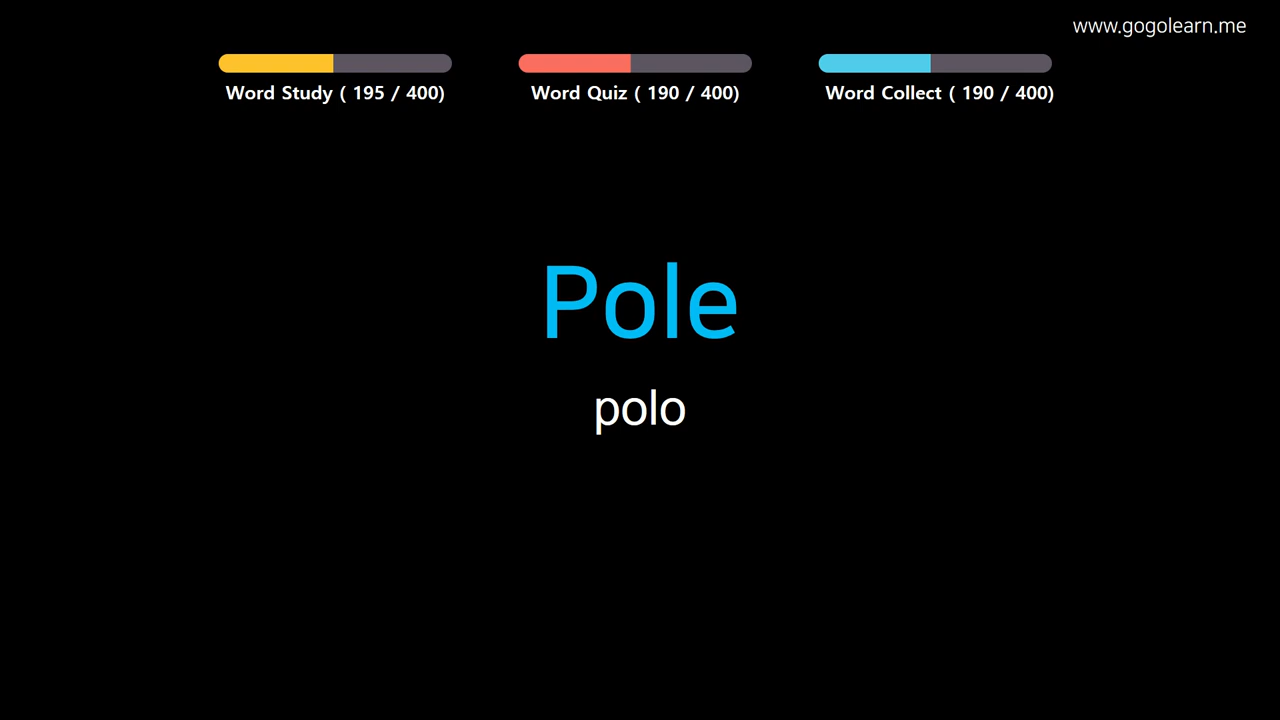 www.gogolearn.me
Word Study ( 195 / 400)
Word Quiz ( 190 / 400)
Word Collect ( 190 / 400)
Pole
polo